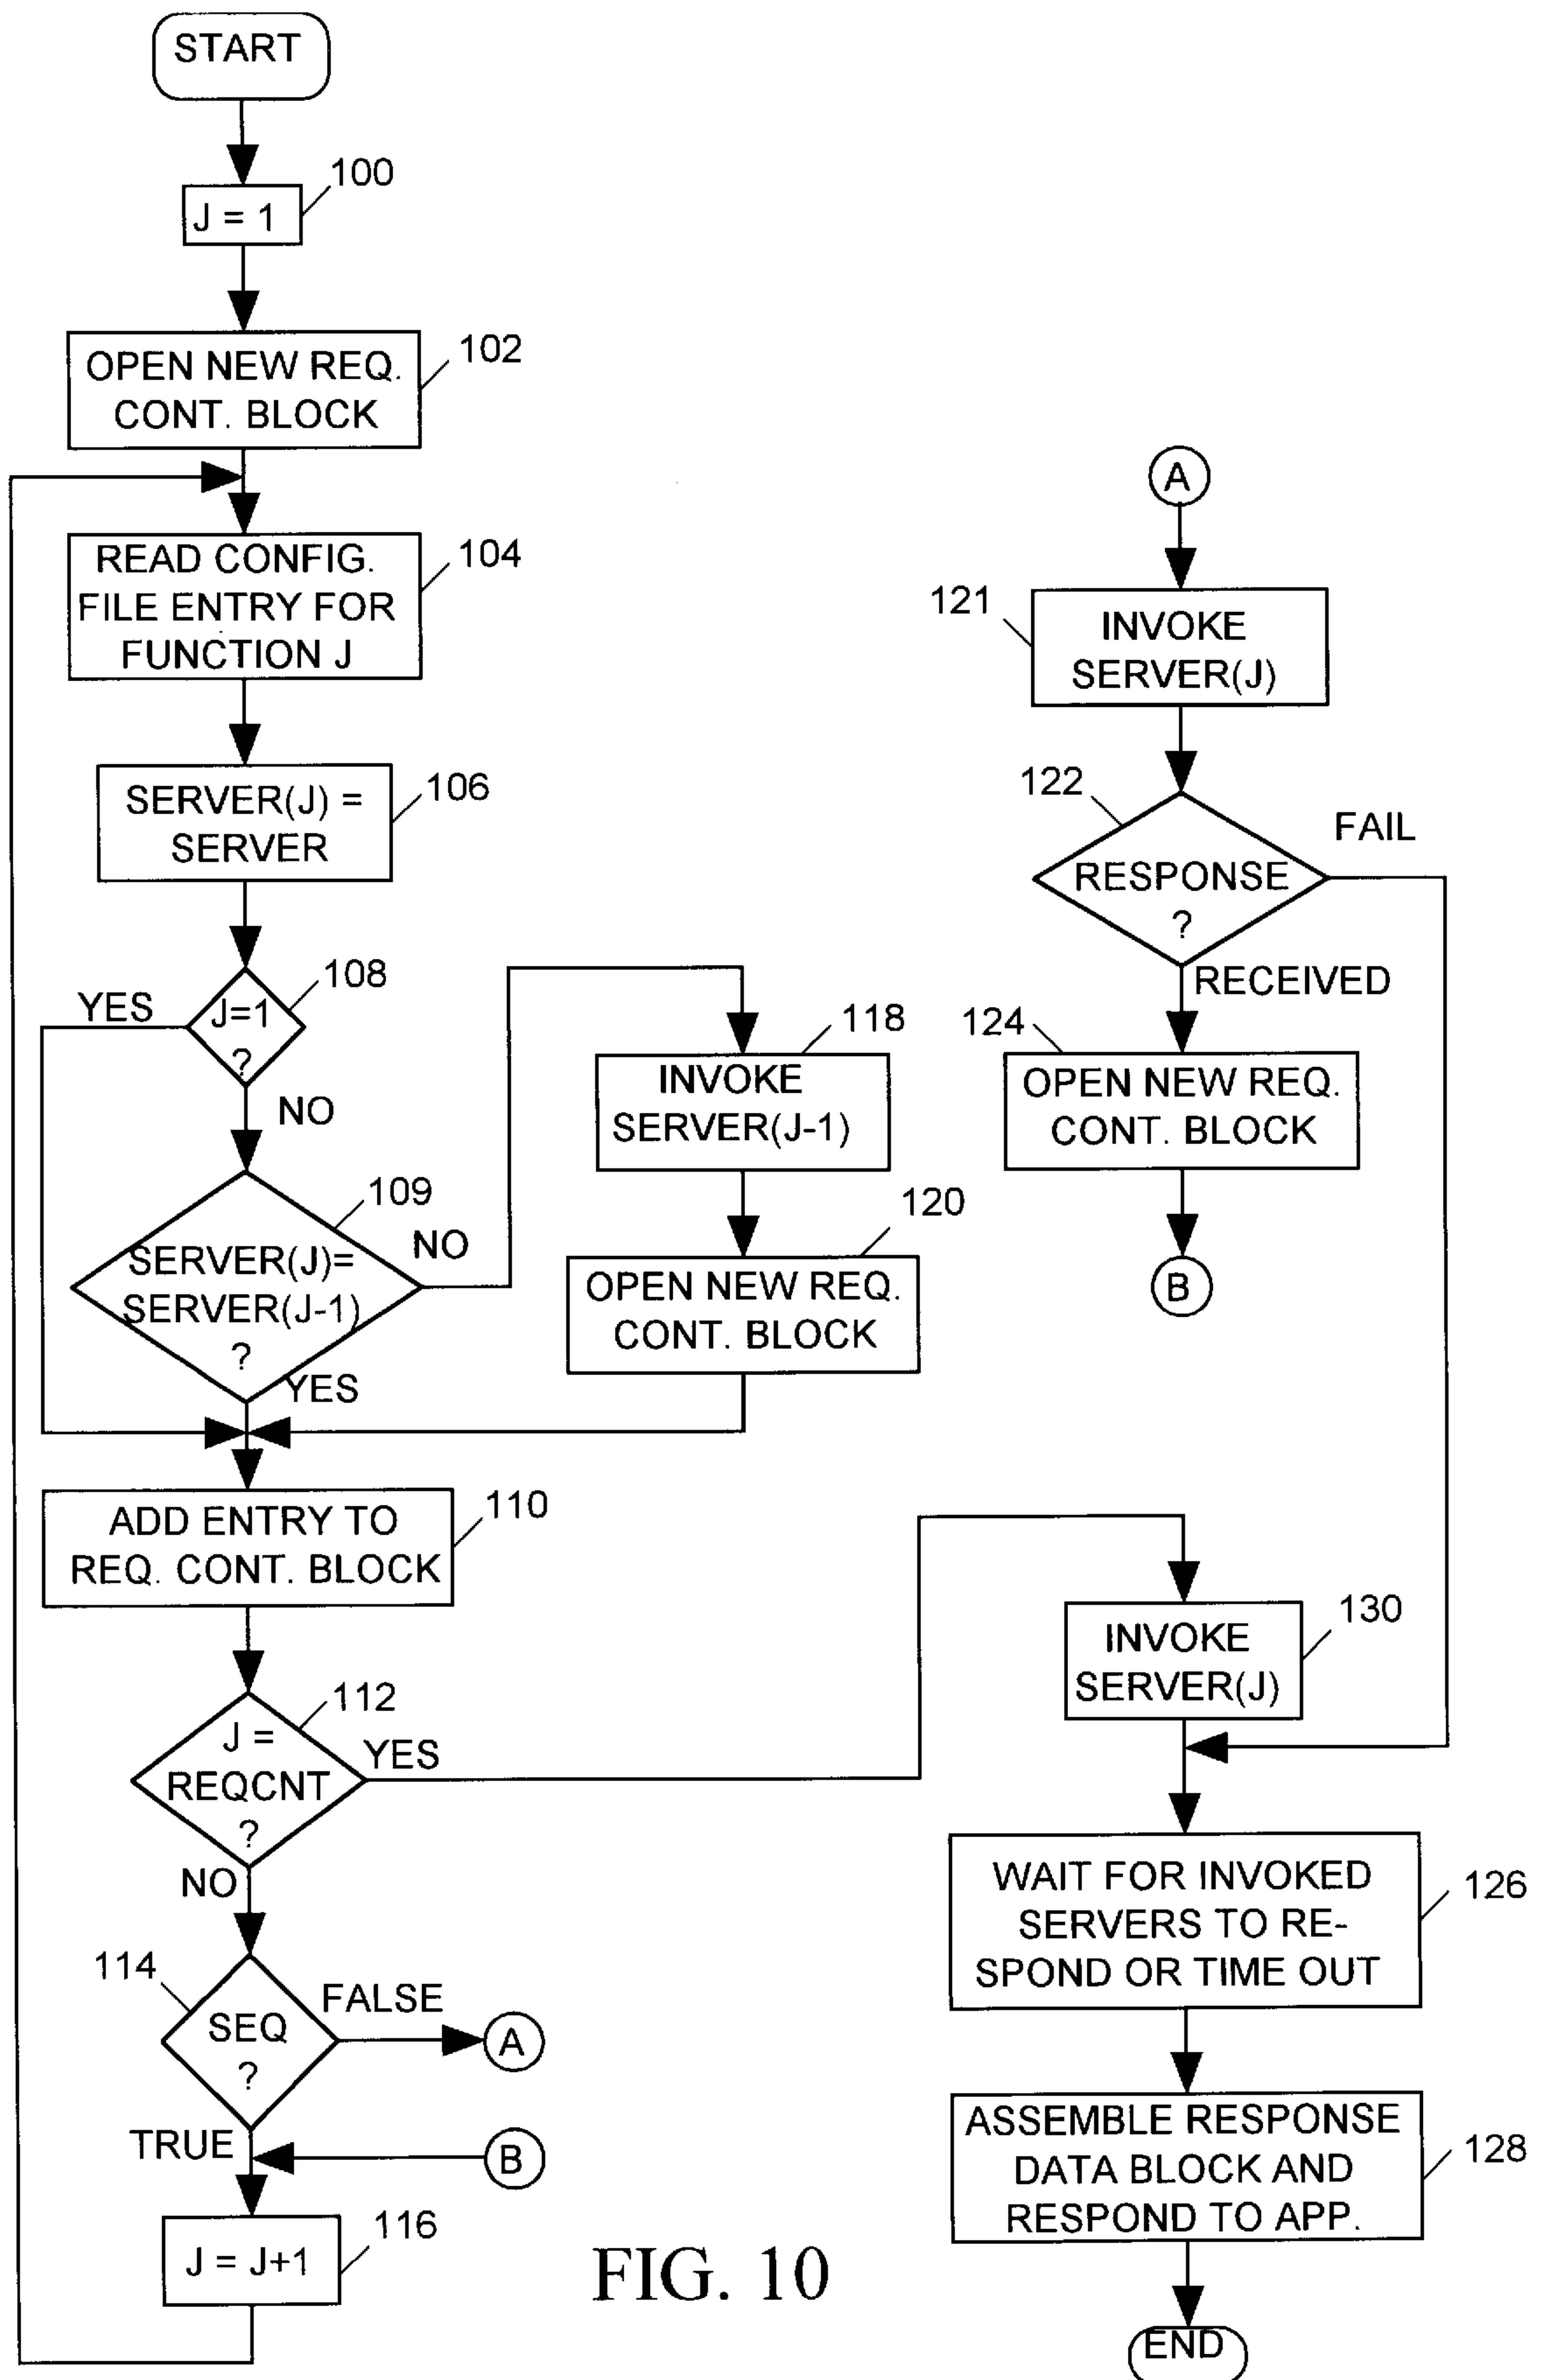 START
100
J = 1
102
OPEN NEW REQ.
CONT. BLOCK
104
READ CONFIG.
FILE ENTRY FOR
FUNCTION J
106
SERVER(J) =
SERVER
108
YES
J=1
?
NO
109
SERVER(J)=
SERVER(J-1)
?
NO
YES
118
INVOKE
SERVER(J-1)
120
OPEN NEW REQ.
CONT. BLOCK
110
ADD ENTRY TO
REQ. CONT. BLOCK
112
J =
REQCNT
?
YES
NO
114
SEQ
?
FALSE
A
TRUE
B
116
J = J+1
A
121
INVOKE
SERVER(J)
122
RESPONSE
?
FAIL
RECEIVED
124
OPEN NEW REQ.
CONT. BLOCK
B
130
INVOKE
SERVER(J)
126
WAIT FOR INVOKED
SERVERS TO RE-
SPOND OR TIME OUT
128
ASSEMBLE RESPONSE
DATA BLOCK AND
RESPOND TO APP.
END
FIG. 10